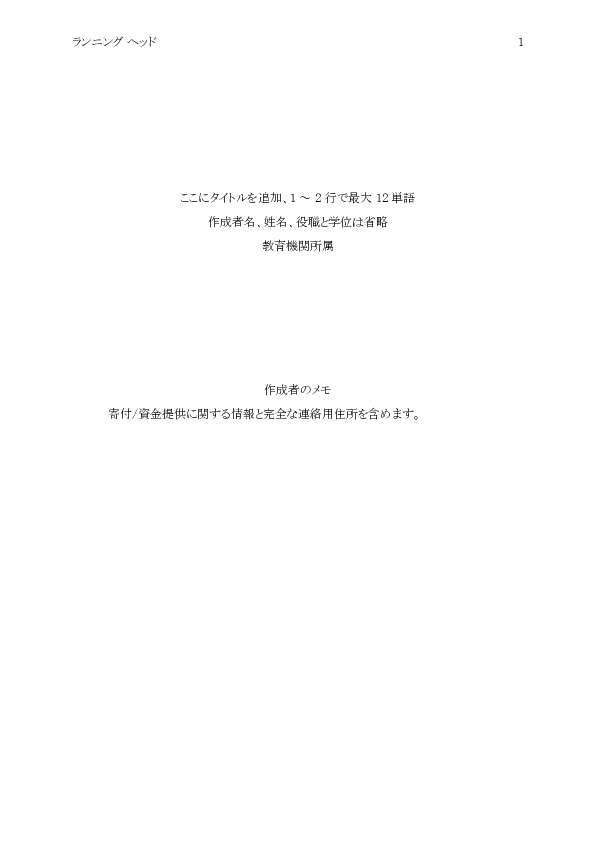 ランニング ヘッド 1
ここにタイトルを追加、1 ～ 2 行で最大 12 単語
作成者名、姓名、役職と学位は省略
教育機関所属
作成者のメモ
寄付/資金提供に関する情報と完全な連絡用住所を含めます。